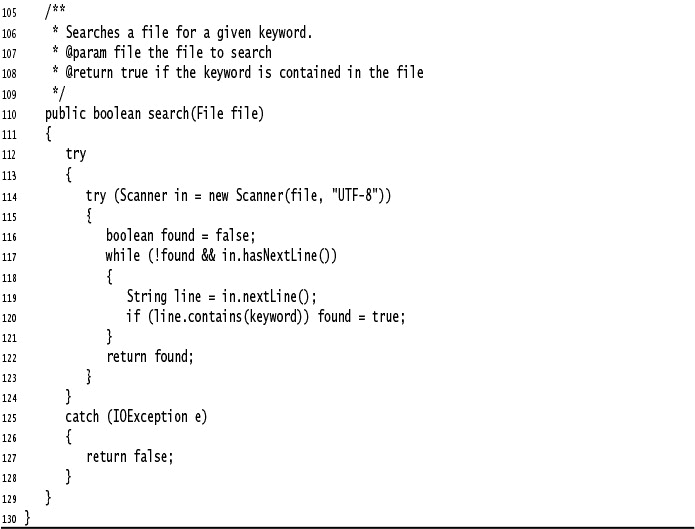 105    /**
106     * Searches a file for a given keyword.
107     * @param file the file to search
108     * @return true if the keyword is contained in the file
109     */
110    public boolean search(File file)
111    {
112       try
113       {
114          try (Scanner in = new Scanner(file, "UTF-8"))
115          {
116             boolean found = false;
117             while (!found && in.hasNextLine())
118             {
119                String line = in.nextLine();
120                if (line.contains(keyword)) found = true;
121             }
122             return found;
123          }
124       }
125       catch (IOException e)
126       {
127          return false;
128       }
129    }
130 }